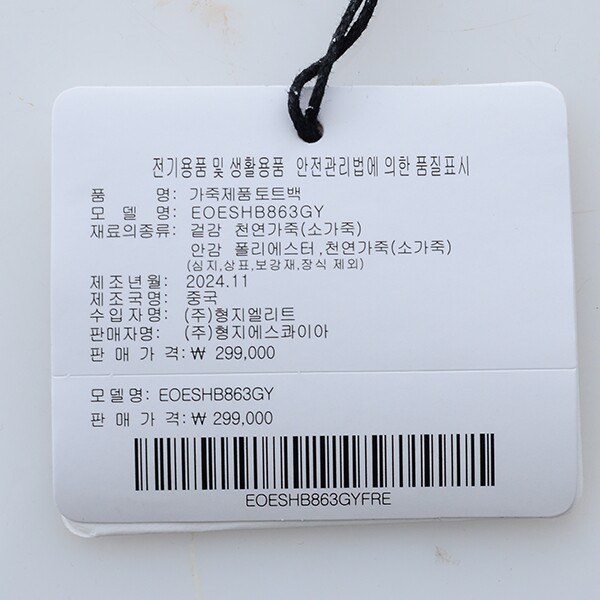 전기용품 및 생활용품 안전관리법에 의한 품질표시
품 명: 가죽제품토트백
모 델 명: EOESHB863GY
재료의종류: 겉감 천연가죽(소가죽)
안감 폴리에스터,천연가죽(소가죽)
(심지,상표,보강재,장식 제외)
제조년월: 2024.11
제조국명: 중국
수입자명: (주)형지엘리트
판매자명: (주)형지에스콰이아
판 매 가 격: ₩ 299,000
모델명: EOESHB863GY
판 매 가 격: ₩ 299,000
EOESHB863GYFRE